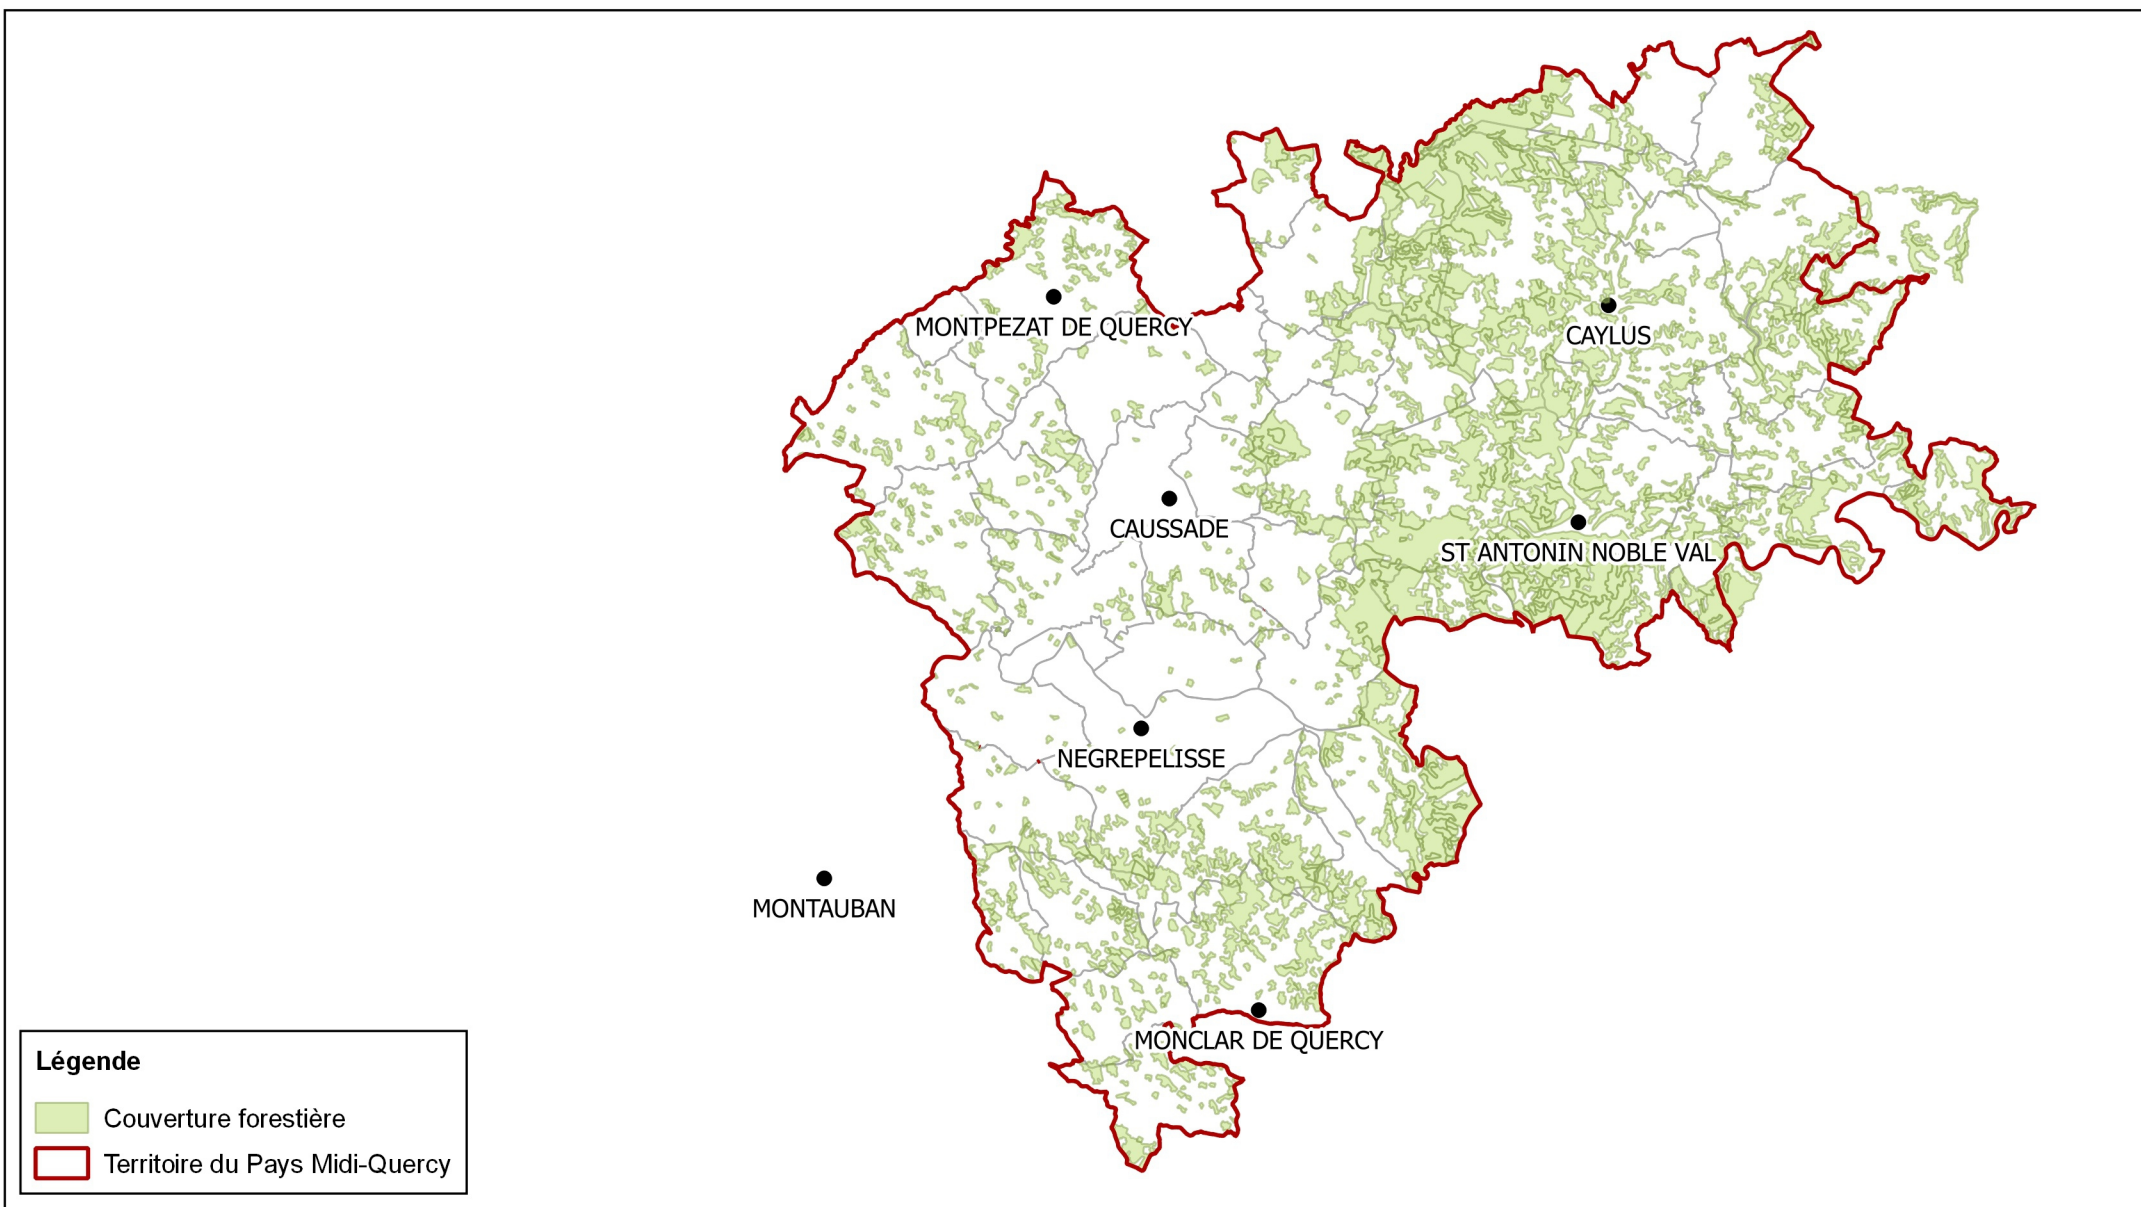 MONTPEZAT DE QUERCY
CAYLUS
CAUSSADE
ST ANTONIN NOBLE VAL
NEGREPELISSE
MONTAUBAN
MONCLAR DE QUERCY
Légende
Couverture forestière
Territoire du Pays Midi-Quercy